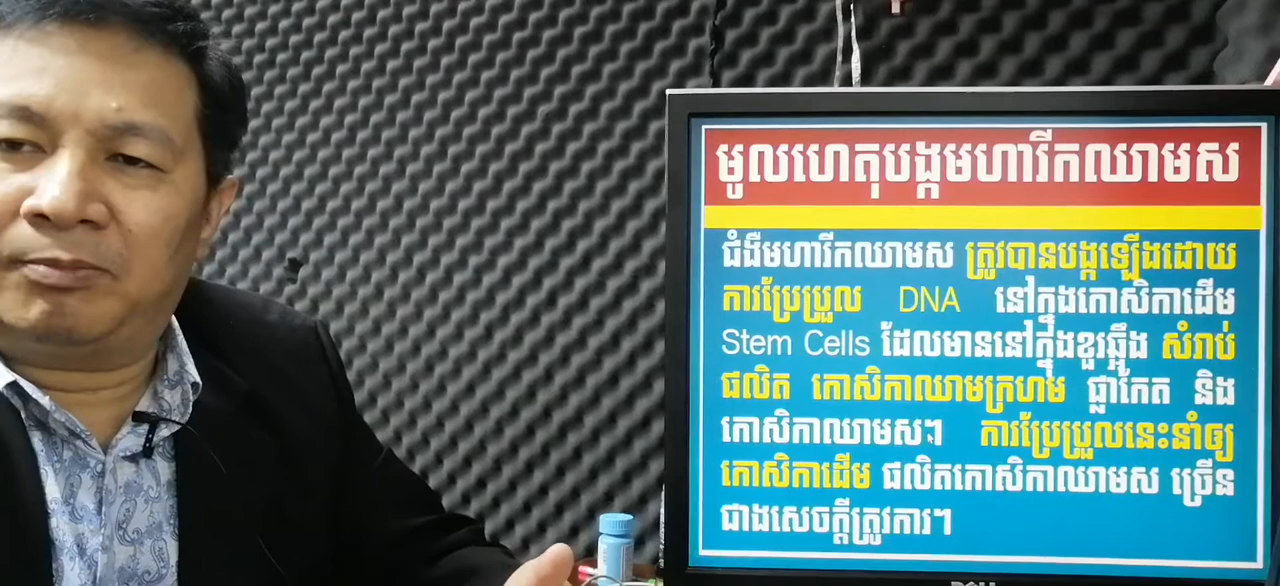 មូលហេតុបង្កមហារីកឈាមស
ជំងឺមហារីកឈាមស ត្រូវបានបង្កឡើងដោយ
ការប្រែប្រួល DNA នៅក្នុងកោសិកាដើម
Stem Cells ដែលមាននៅក្នុងខួរឆ្អឹង សំរាប់
ផលិត កោសិកាឈាមក្រហម ផ្លាកែត និង
កោសិកាឈាមស។ ការប្រែប្រួលនេះនាំឲ្យ
កោសិកាដើម ផលិតកោសិកាឈាមស ច្រើន
ជាងសេចក្តីត្រូវការ។